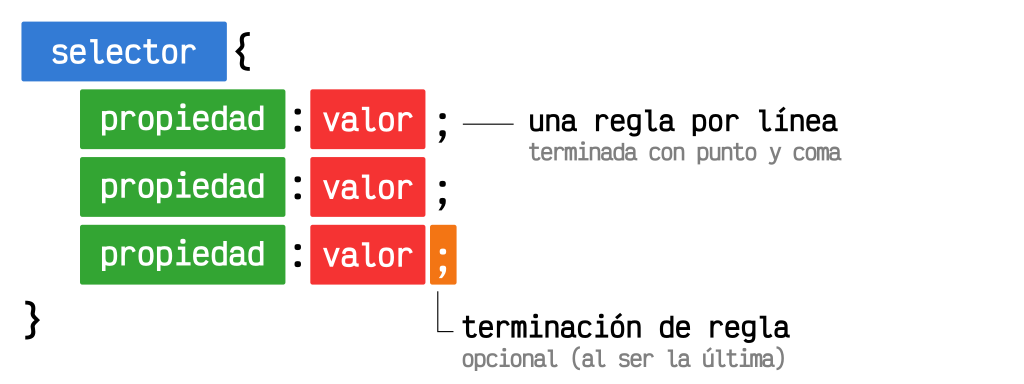 selector {
propiedad : valor ; una regla por línea
terminada con punto y coma
propiedad : valor ;
propiedad : valor ;
}
terminación de regla
opcional (al ser la última)